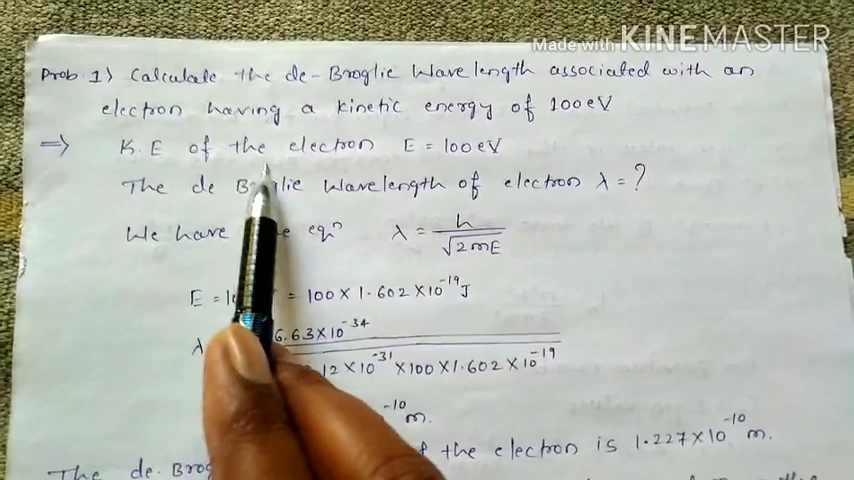 Made with KINEMASTER
Prob. 1) Calculate the de-Broglie Wavelength associated with an
electron having a kinetic energy of 100eV
⇒ K.E of the electron E = 100eV
The de Broglie Wavelength of electron λ = ?
We have eqⁿ λ = h / √2mE
E = = 100 × 1.602 × 10⁻¹⁹ J
λ 6.63 × 10⁻³⁴
12 × 10⁻³¹ × 100 × 1.602 × 10⁻¹⁹
⁻¹⁰ m.
the electron is 1.227 × 10⁻¹⁰ m.
The de-Brog